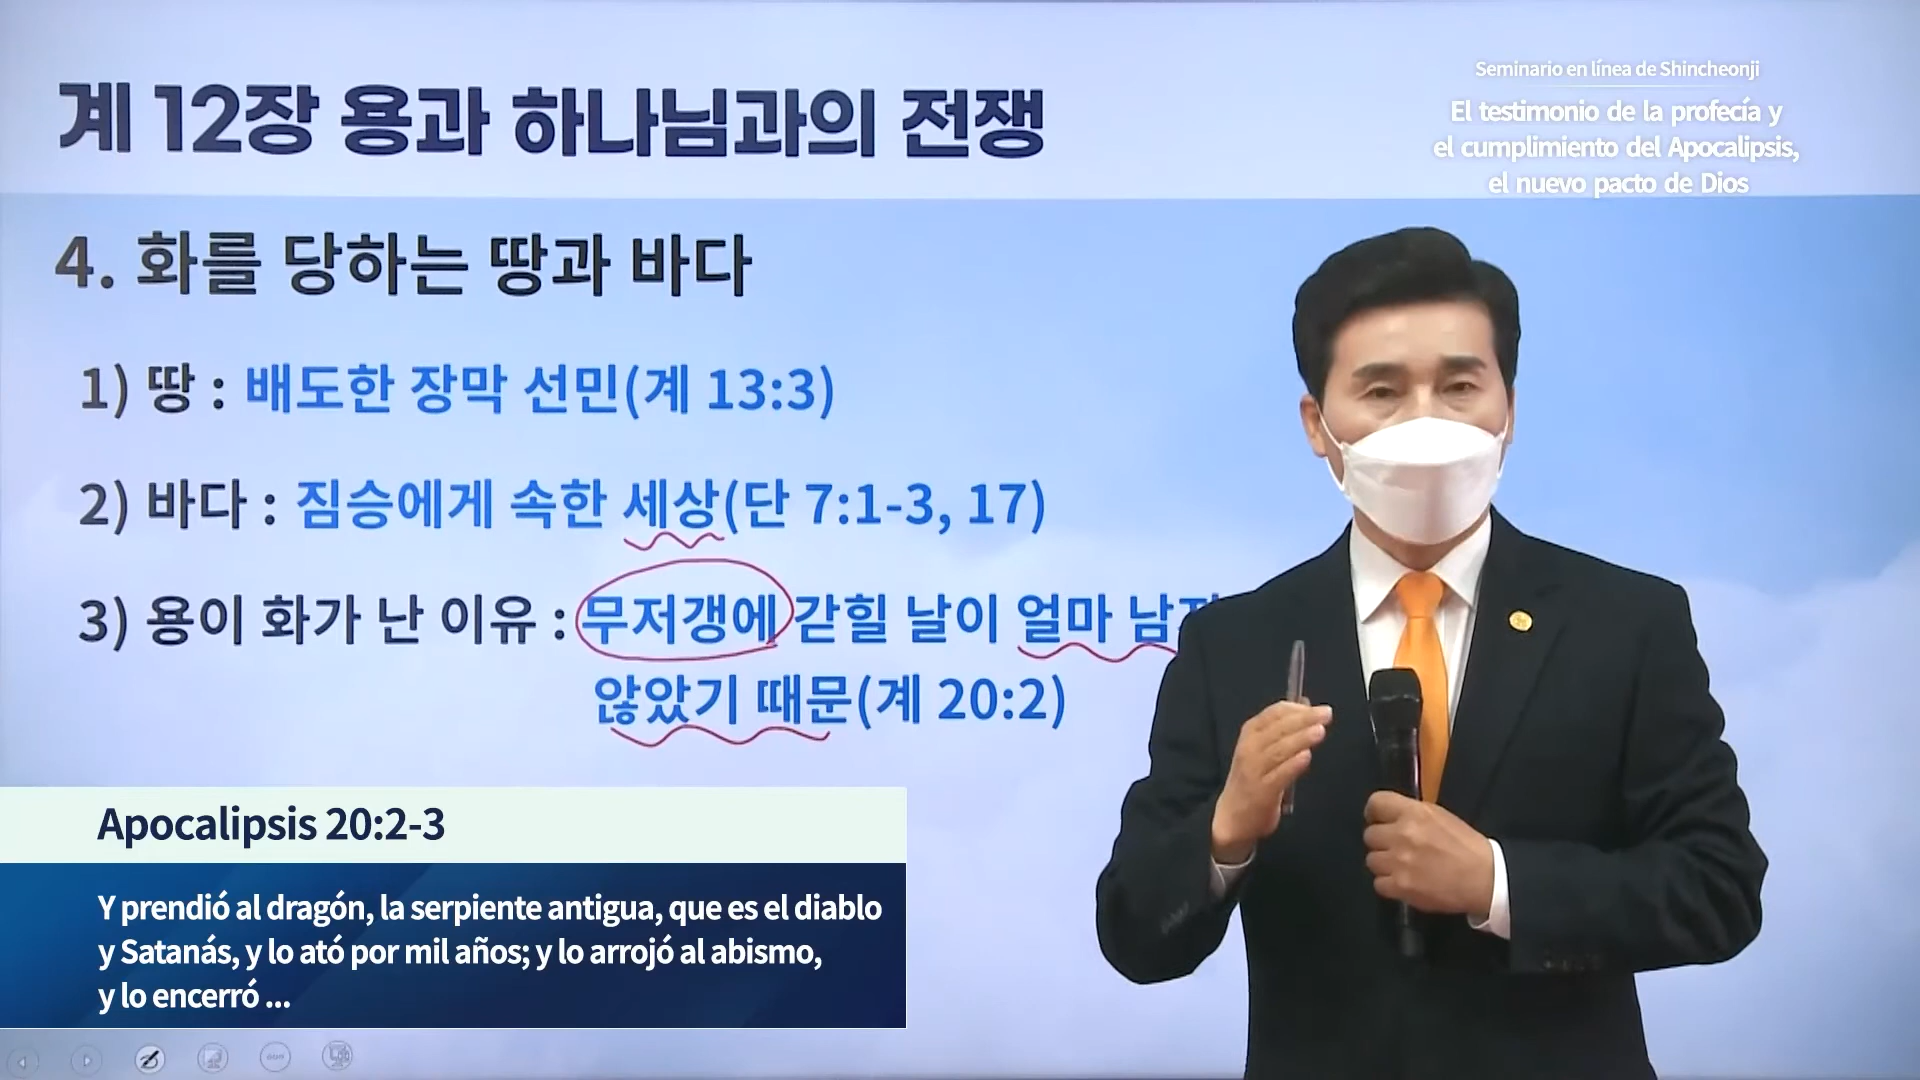 계 12장 용과 하나님과의 전쟁
Seminario en línea de Shincheonji
El testimonio de la profecía y
el cumplimiento del Apocalipsis,
el nuevo pacto de Dios
4. 화를 당하는 땅과 바다
1) 땅 : 배도한 장막 선민(계 13:3)
2) 바다 : 짐승에게 속한 세상(단 7:1-3, 17)
3) 용이 화가 난 이유 : 무저갱에 갇힐 날이 얼마
않았기 때문(계 20:2)
Apocalipsis 20:2-3
Y prendió al dragón, la serpiente antigua, que es el diablo
y Satanás, y lo ató por mil años; y lo arrojó al abismo,
y lo encerró ...